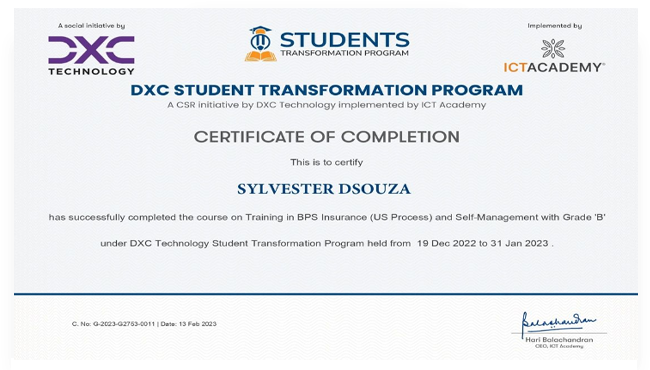 A social initiative by
DXC
TECHNOLOGY
STUDENTS
TRANSFORMATION PROGRAM
Implemented by
ICTACADEMY®
DXC STUDENT TRANSFORMATION PROGRAM
A CSR initiative by DXC Technology implemented by ICT Academy
CERTIFICATE OF COMPLETION
This is to certify
SYLVESTER DSOUZA
has successfully completed the course on Training in BPS Insurance (US Process) and Self-Management with Grade 'B'
under DXC Technology Student Transformation Program held from 19 Dec 2022 to 31 Jan 2023 .
C. No: G-2023-G2753-0011 | Date: 13 Feb 2023
Balachandran
Hari Balachandran
CEO, ICT Academy